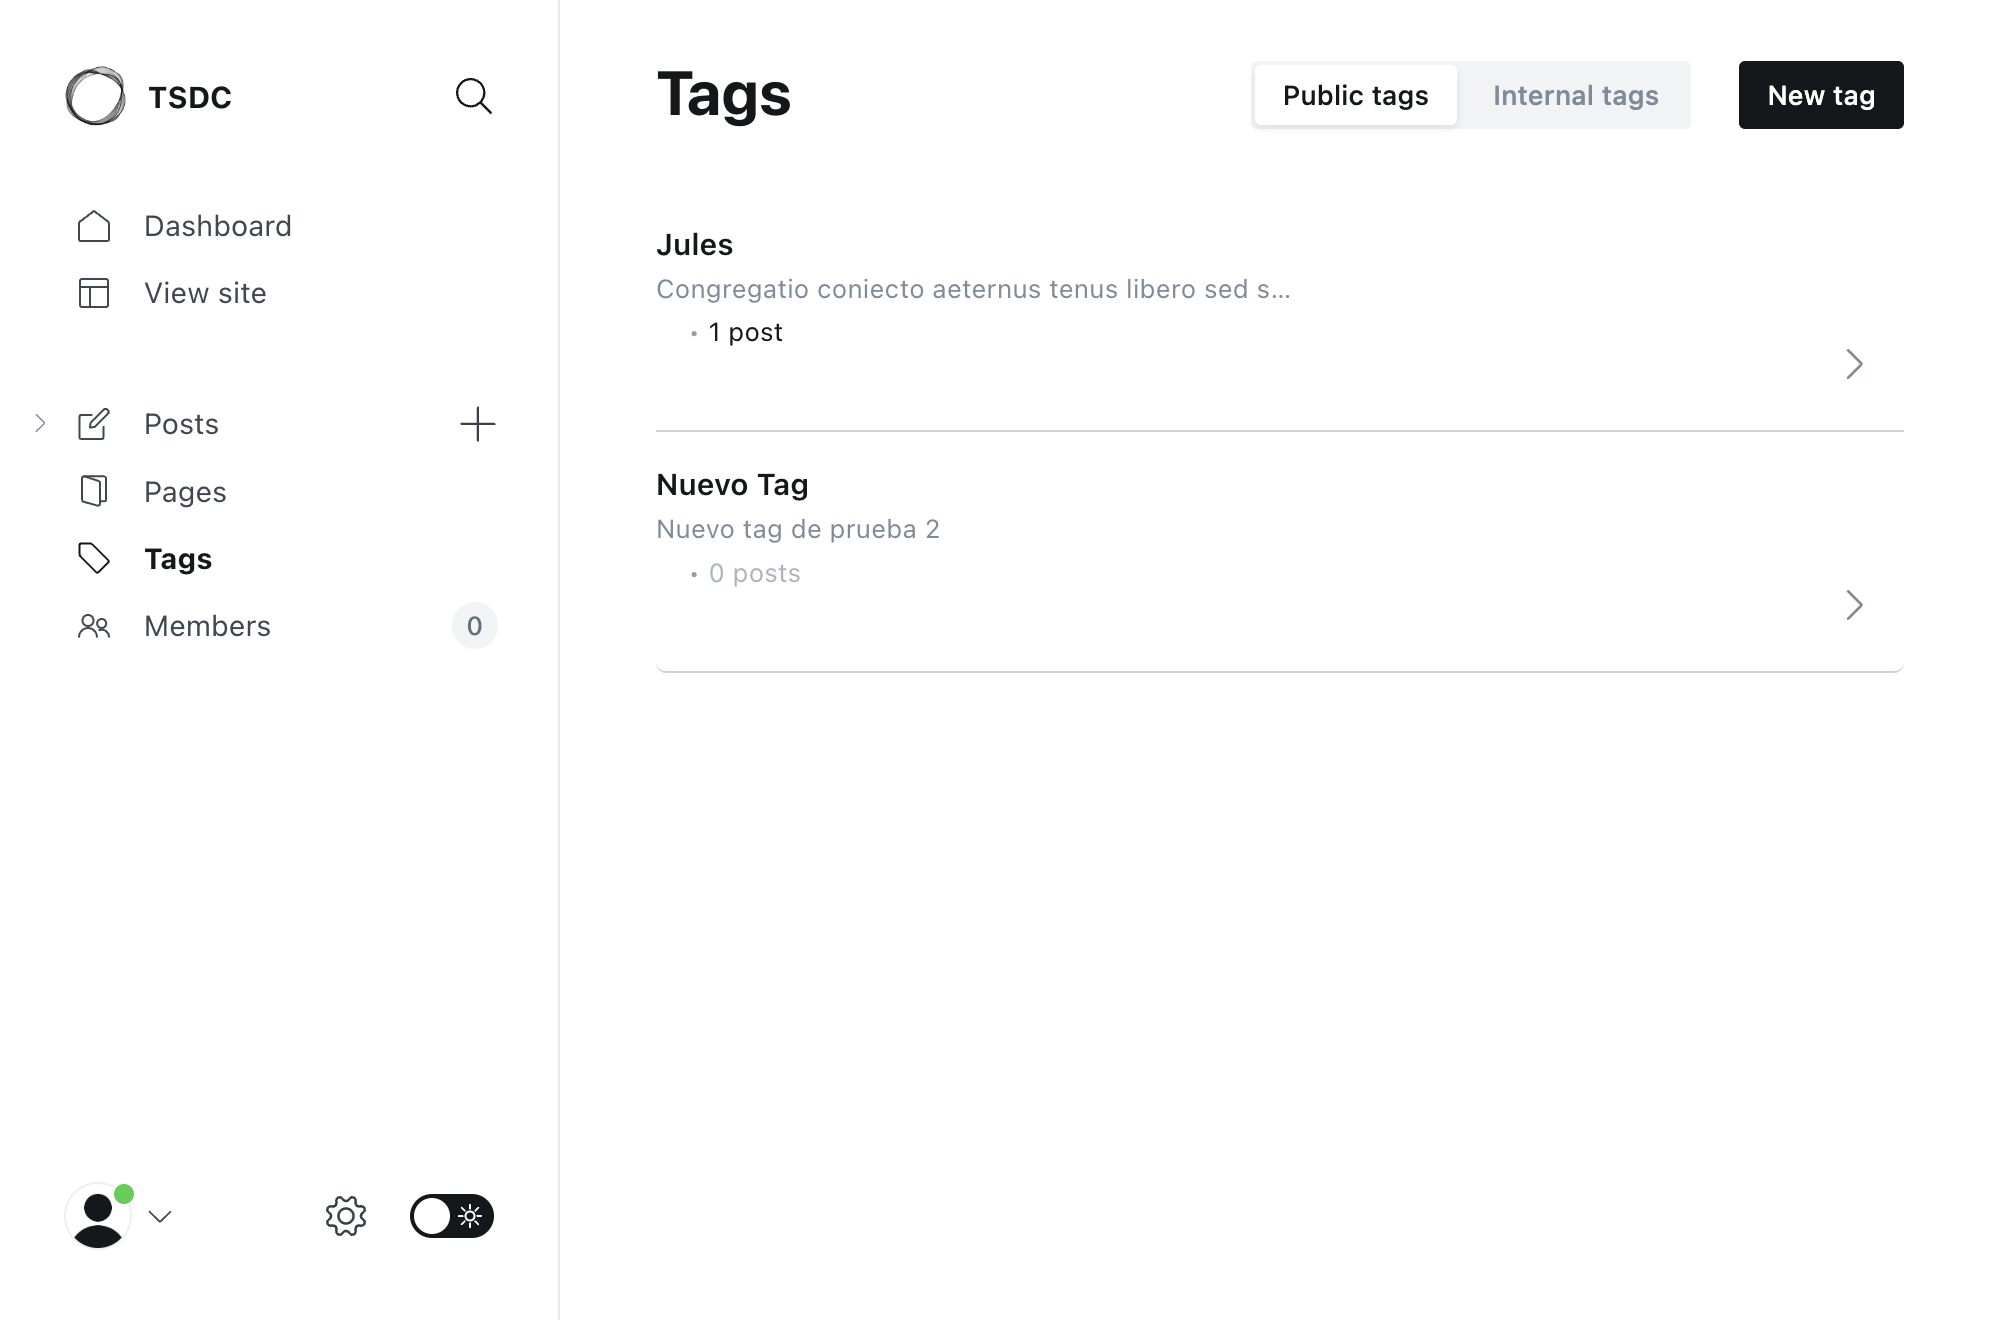 TSDC
Dashboard
View site
Posts
Pages
Tags
Members
0
Tags
Public tags
Internal tags
New tag
Jules
Congregatio coniecto aeternus tenus libero sed s...
• 1 post
Nuevo Tag
Nuevo tag de prueba 2
• 0 posts